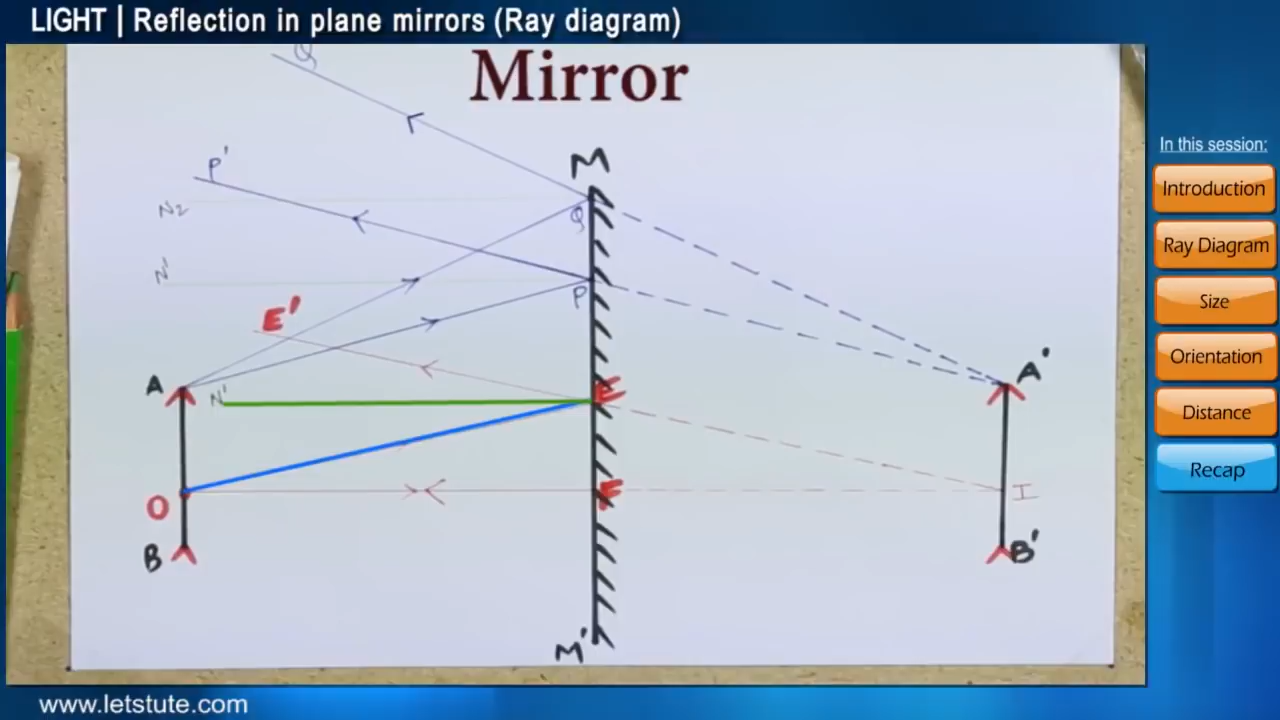 LIGHT | Reflection in plane mirrors (Ray diagram)
Mirror
Q'
M
P'
N2
Q
N'
P
E'
A
N'
E
A'
O
F
I
B
B'
M'
In this session:
Introduction
Ray Diagram
Size
Orientation
Distance
Recap
www.letstute.com